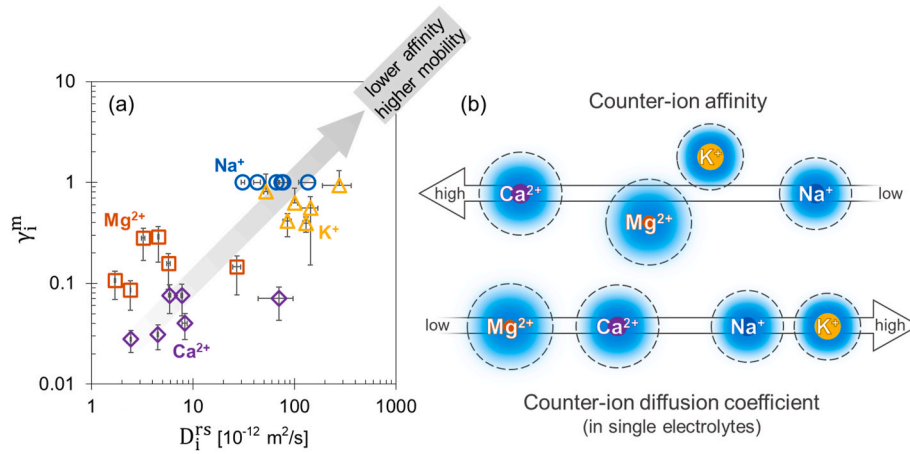 lower affinity
higher mobility
(a)
10
1
0.1
0.01
γᵢᵐ
Na⁺
Mg²⁺
K⁺
Ca²⁺
1
10
100
1000
Dᵢʳˢ [10⁻¹² m²/s]
(b)
Counter-ion affinity
K⁺
high
Ca²⁺
Mg²⁺
Na⁺
low
low
Mg²⁺
Ca²⁺
Na⁺
K⁺
high
Counter-ion diffusion coefficient
(in single electrolytes)